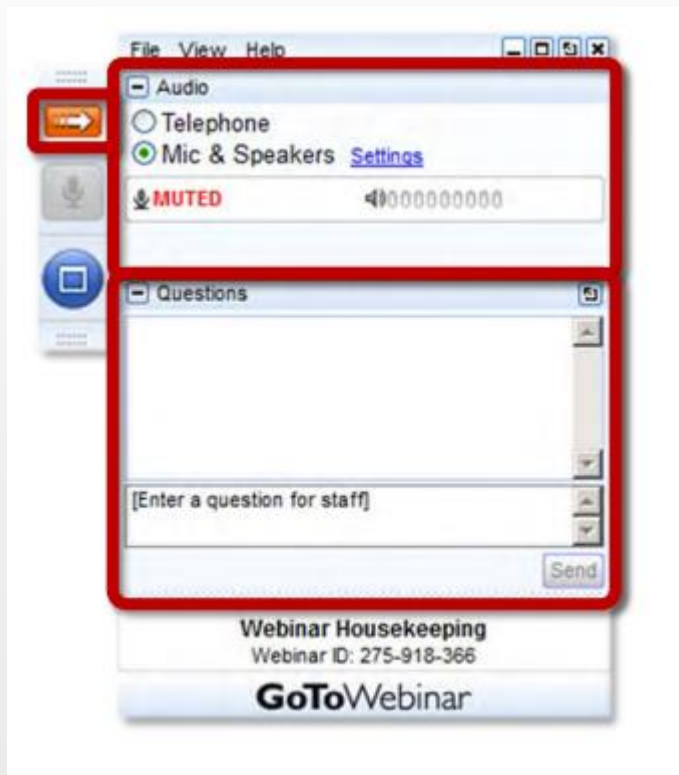 File View Help
Audio
Telephone
Mic & Speakers Settings
MUTED
Questions
[Enter a question for staff]
Send
Webinar Housekeeping
Webinar ID: 275-918-366
GoToWebinar